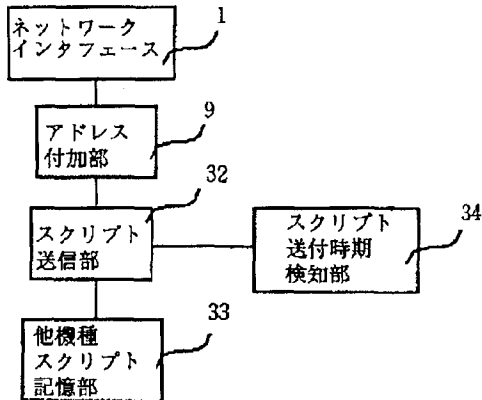 ネットワーク
インタフェース
1
アドレス
付加部
9
スクリプト
送信部
32
スクリプト
送付時期
検知部
34
他機種
スクリプト
記憶部
33